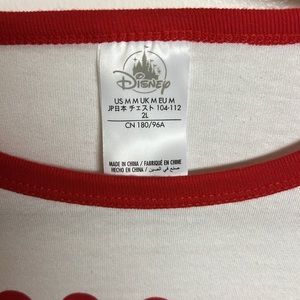 Disney
US M M UK M EU M
JP日本 チェスト 104-112
2L
CN 180/96A
MADE IN CHINA / FABRIQUÉ EN CHINE
HECHO EN CHINA / صنع في الصين